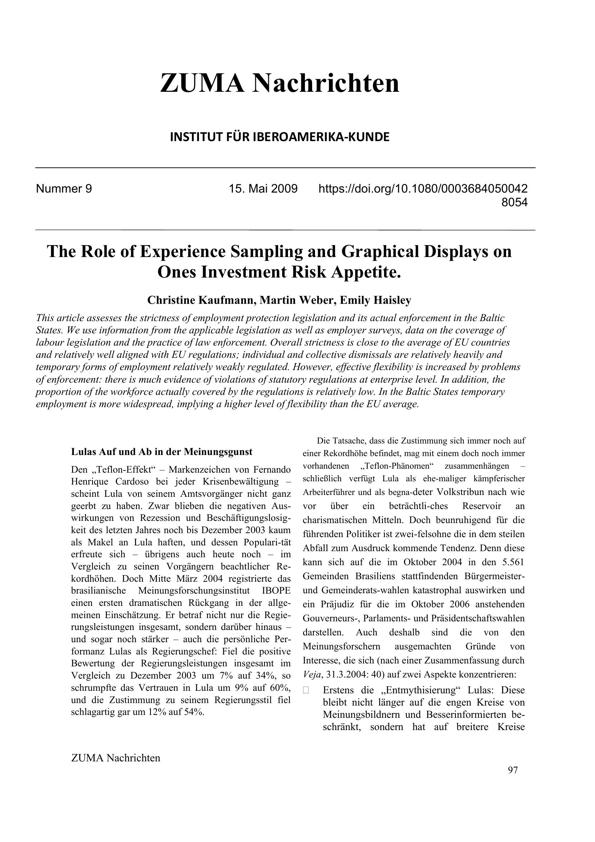 ZUMA Nachrichten
INSTITUT FÜR IBEROAMERIKA-KUNDE
Nummer 9 15. Mai 2009 https://doi.org/10.1080/0003684050042
8054
The Role of Experience Sampling and Graphical Displays on
Ones Investment Risk Appetite.
Christine Kaufmann, Martin Weber, Emily Haisley
This article assesses the strictness of employment protection legislation and its actual enforcement in the Baltic
States. We use information from the applicable legislation as well as employer surveys, data on the coverage of
labour legislation and the practice of law enforcement. Overall strictness is close to the average of EU countries
and relatively well aligned with EU regulations; individual and collective dismissals are relatively heavily and
temporary forms of employment relatively weakly regulated. However, effective flexibility is increased by problems
of enforcement: there is much evidence of violations of statutory regulations at enterprise level. In addition, the
proportion of the workforce actually covered by the regulations is relatively low. In the Baltic States temporary
employment is more widespread, implying a higher level of flexibility than the EU average.
Lulas Auf und Ab in der Meinungsgunst
Den „Teflon-Effekt“ – Markenzeichen von Fernando
Henrique Cardoso bei jeder Krisenbewältigung –
scheint Lula von seinem Amtsvorgänger nicht ganz
geerbt zu haben. Zwar blieben die negativen Aus-
wirkungen von Rezession und Beschäftigungslosig-
keit des letzten Jahres noch bis Dezember 2003 kaum
als Makel an Lula haften, und dessen Populari-tät
erfreute sich – übrigens auch heute noch – im
Vergleich zu seinen Vorgängern beachtlicher Re-
kordhöhen. Doch Mitte März 2004 registrierte das
brasilianische Meinungsforschungsinstitut IBOPE
einen ersten dramatischen Rückgang in der allge-
meinen Einschätzung. Er betraf nicht nur die Regie-
rungsleistungen insgesamt, sondern darüber hinaus –
und sogar noch stärker – auch die persönliche Per-
formanz Lulas als Regierungschef: Fiel die positive
Bewertung der Regierungsleistungen insgesamt im
Vergleich zu Dezember 2003 um 7% auf 34%, so
schrumpfte das Vertrauen in Lula um 9% auf 60%,
und die Zustimmung zu seinem Regierungsstil fiel
schlagartig gar um 12% auf 54%.
Die Tatsache, dass die Zustimmung sich immer noch auf
einer Rekordhöhe befindet, mag mit einem doch noch immer
vorhandenen „Teflon-Phänomen“ zusammenhängen –
schließlich verfügt Lula als ehe-maliger kämpferischer
Arbeiterführer und als begna-deter Volkstribun nach wie
vor über ein beträchtli-ches Reservoir an
charismatischen Mitteln. Doch beunruhigend für die
führenden Politiker ist zwei-felsohne die in dem steilen
Abfall zum Ausdruck kommende Tendenz. Denn diese
kann sich auf die im Oktober 2004 in den 5.561
Gemeinden Brasiliens stattfindenden Bürgermeister-
und Gemeinderats-wahlen katastrophal auswirken und
ein Präjudiz für die im Oktober 2006 anstehenden
Gouverneurs-, Parlaments- und Präsidentschaftswahlen
darstellen. Auch deshalb sind die von den
Meinungsforschern ausgemachten Gründe von
Interesse, die sich (nach einer Zusammenfassung durch
Veja, 31.3.2004: 40) auf zwei Aspekte konzentrieren:
Erstens die „Entmythisierung“ Lulas: Diese
bleibt nicht länger auf die engen Kreise von
Meinungsbildnern und Besserinformierten be-
schränkt, sondern hat auf breitere Kreise
ZUMA Nachrichten
97